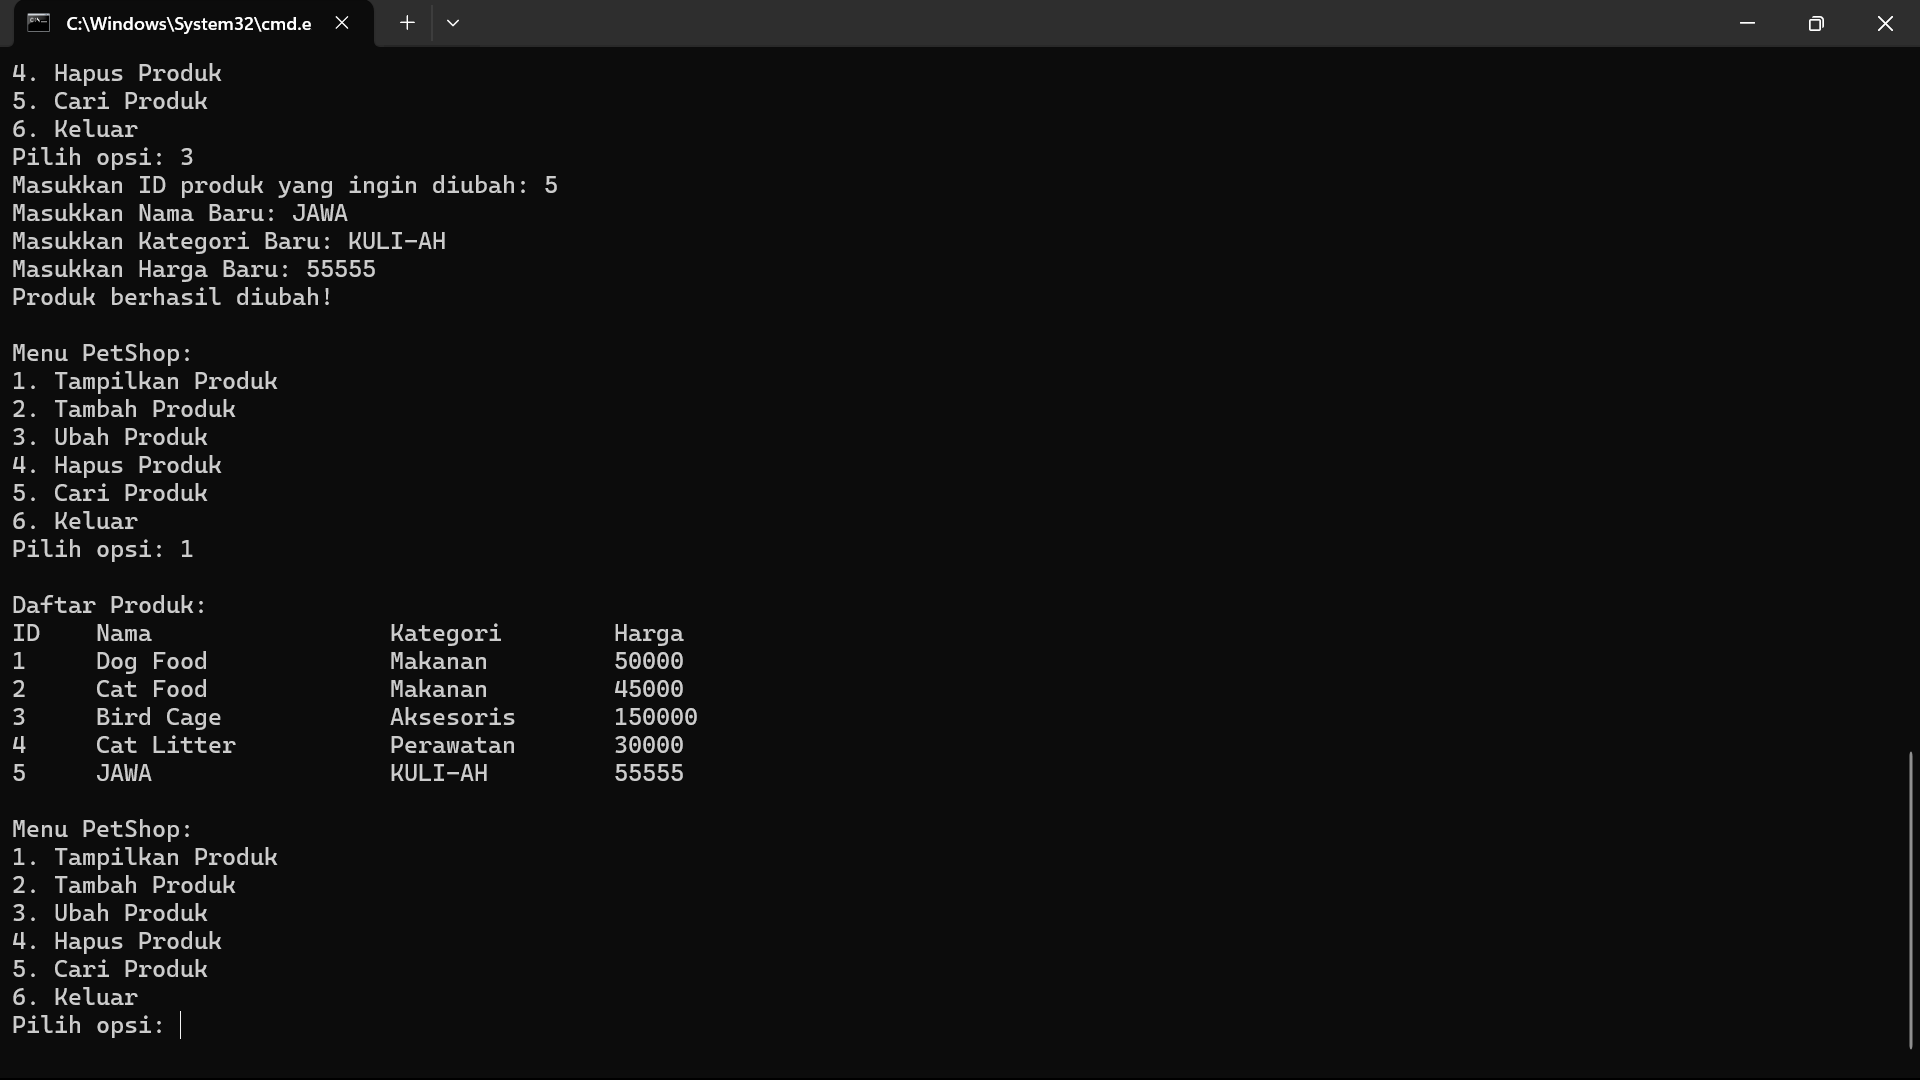 C:\Windows\System32\cmd.e
4. Hapus Produk
5. Cari Produk
6. Keluar
Pilih opsi: 3
Masukkan ID produk yang ingin diubah: 5
Masukkan Nama Baru: JAWA
Masukkan Kategori Baru: KULI-AH
Masukkan Harga Baru: 55555
Produk berhasil diubah!
Menu PetShop:
1. Tampilkan Produk
2. Tambah Produk
3. Ubah Produk
4. Hapus Produk
5. Cari Produk
6. Keluar
Pilih opsi: 1
Daftar Produk:
ID    Nama                 Kategori        Harga
1     Dog Food             Makanan         50000
2     Cat Food             Makanan         45000
3     Bird Cage            Aksesoris       150000
4     Cat Litter           Perawatan       30000
5     JAWA                 KULI-AH         55555
Menu PetShop:
1. Tampilkan Produk
2. Tambah Produk
3. Ubah Produk
4. Hapus Produk
5. Cari Produk
6. Keluar
Pilih opsi: